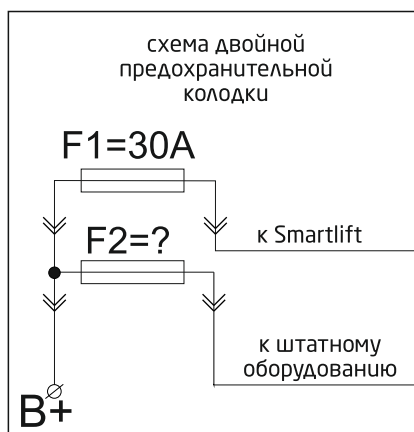 схема двойной
предохранительной
колодки
F1=30A
к Smartlift
F2=?
к штатному
оборудованию
B+